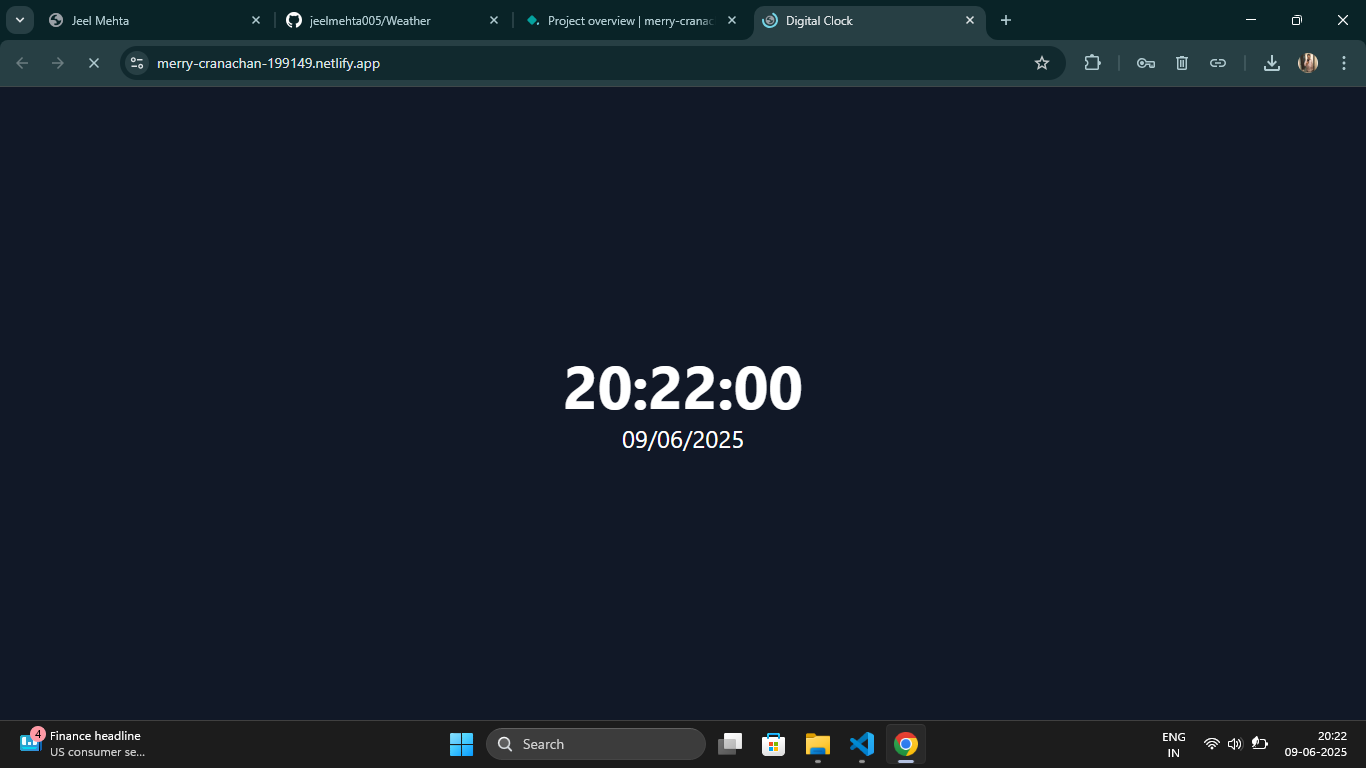 Jeel Mehta
jeelmehta005/Weather
Project overview | merry-cranac
Digital Clock
merry-cranachan-199149.netlify.app
20:22:00
09/06/2025
4
Finance headline
US consumer se...
Search
ENG
IN
20:22
09-06-2025